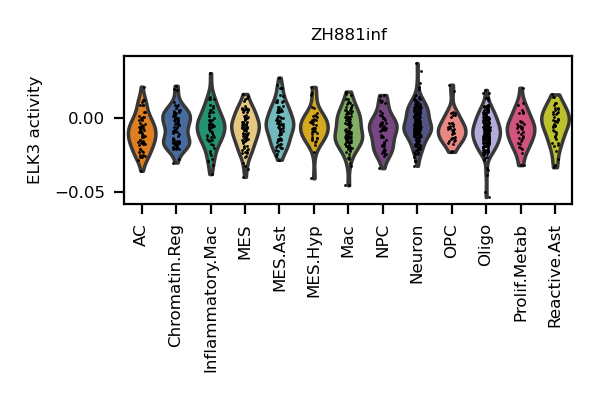 ZH881inf
ELK3 activity
0.00
−0.05
AC
Chromatin.Reg
Inflammatory.Mac
MES
MES.Ast
MES.Hyp
Mac
NPC
Neuron
OPC
Oligo
Prolif.Metab
Reactive.Ast